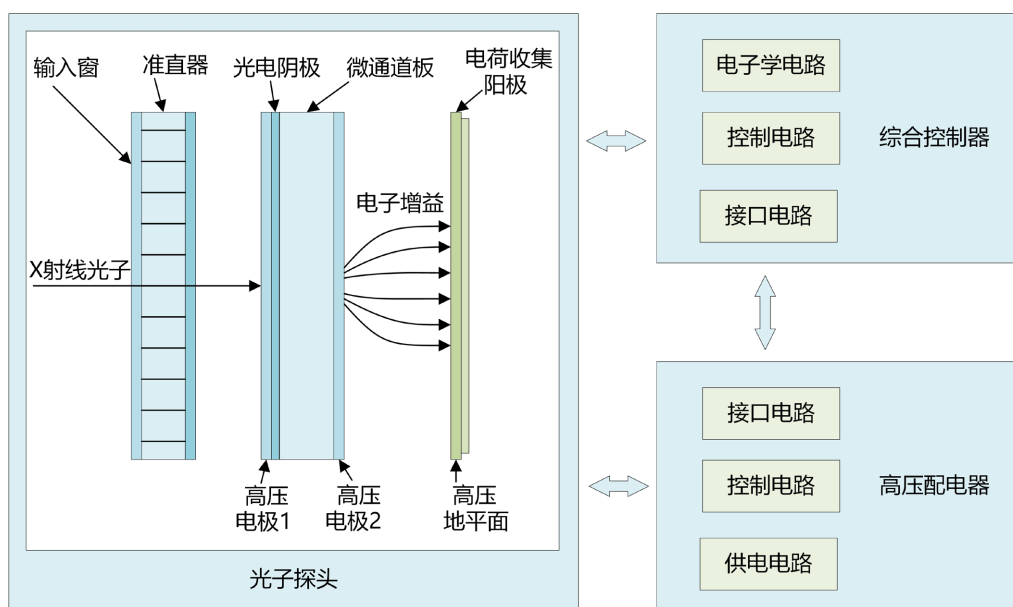 输入窗
准直器
光电阴极
微通道板
电荷收集
阳极
电子增益
X射线光子
高压
电极1
高压
电极2
高压
地平面
光子探头
电子学电路
控制电路
接口电路
综合控制器
接口电路
控制电路
供电电路
高压配电器